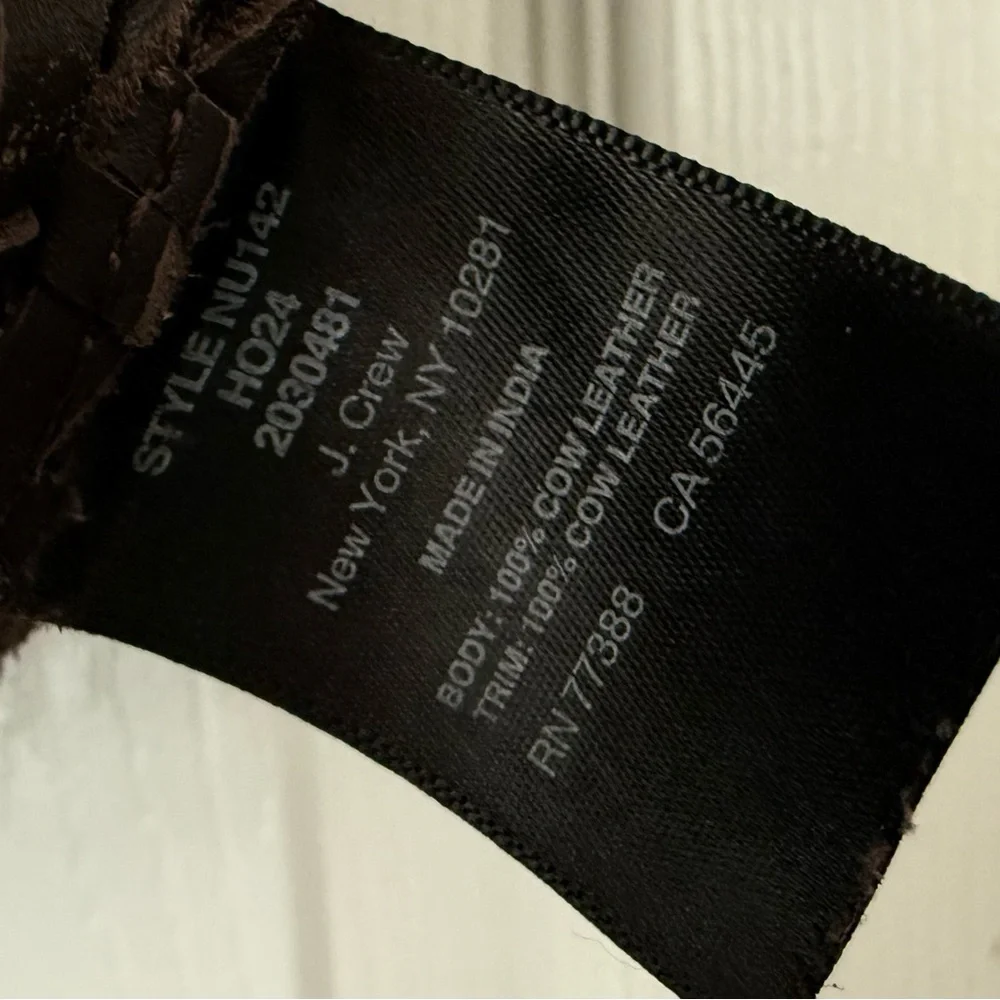 STYLE NU142
HO24
2030481
J. Crew
New York, NY 10281
MADE IN INDIA
BODY: 100% COW LEATHER
TRIM: 100% COW LEATHER
RN 77388 CA 56445